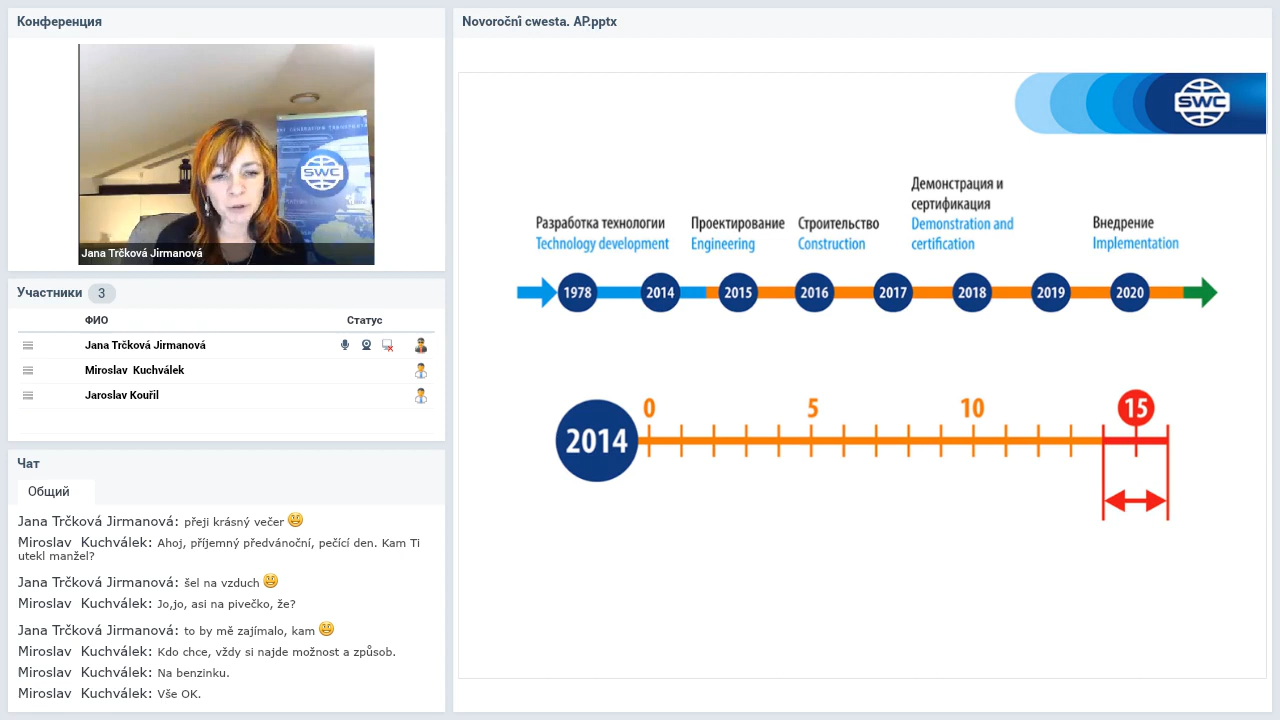 Конференция
SWC
Jana Trčková Jirmanová
Участники 3
ФИО Статус
Jana Trčková Jirmanová
Miroslav Kuchválek
Jaroslav Kouřil
Чат
Общий
Jana Trčková Jirmanová: přeji krásný večer
Miroslav Kuchválek: Ahoj, příjemný předvánoční, pečící den. Kam Ti
utekl manžel?
Jana Trčková Jirmanová: šel na vzduch
Miroslav Kuchválek: Jo,jo, asi na pivečko, že?
Jana Trčková Jirmanová: to by mě zajímalo, kam
Miroslav Kuchválek: Kdo chce, vždy si najde možnost a způsob.
Miroslav Kuchválek: Na benzinku.
Miroslav Kuchválek: Vše OK.
Novoročnî cwesta. AP.pptx
SWC
Разработка технологии
Technology development
Проектирование
Engineering
Строительство
Construction
Демонстрация и
сертификация
Demonstration and
certification
Внедрение
Implementation
1978 2014 2015 2016 2017 2018 2019 2020
0 5 10 15
2014